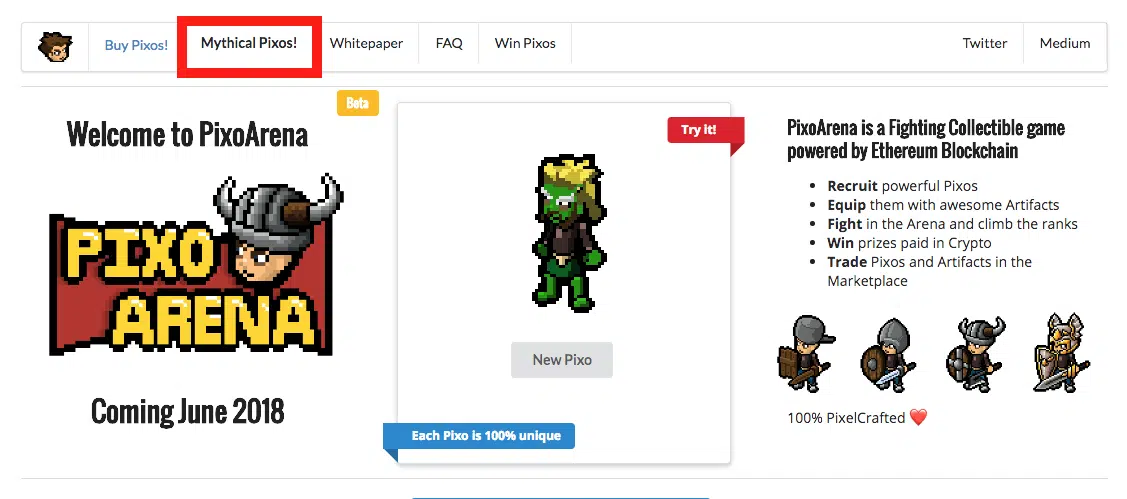 Buy Pixos!
Mythical Pixos!
Whitepaper
FAQ
Win Pixos
Twitter
Medium
Beta
Welcome to PixoArena
PIXO
ARENA
Coming June 2018
Try it!
New Pixo
Each Pixo is 100% unique
PixoArena is a Fighting Collectible game
powered by Ethereum Blockchain
Recruit powerful Pixos
Equip them with awesome Artifacts
Fight in the Arena and climb the ranks
Win prizes paid in Crypto
Trade Pixos and Artifacts in the
Marketplace
100% PixelCrafted ❤️